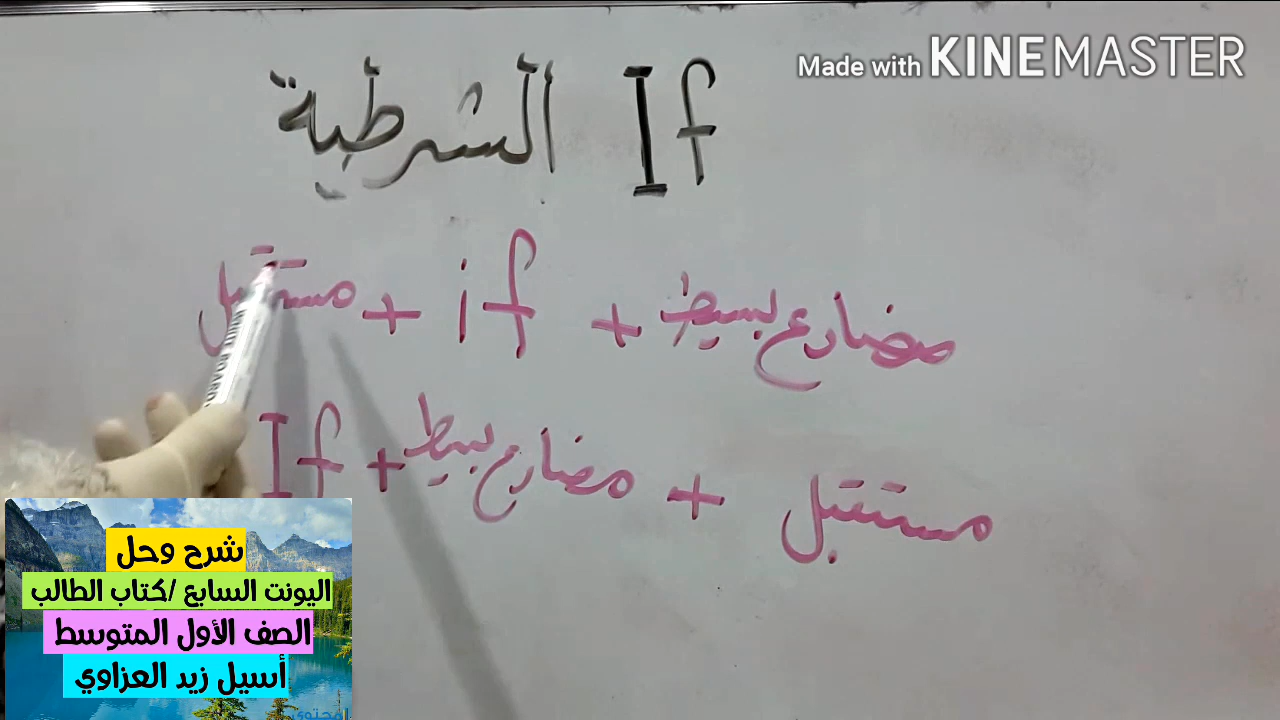 Made with KINEMASTER
If الشرطية
مستقبل + if + مضارع بسيط
If + مضارع بسيط + مستقبل
شرح وحل
اليونت السابع /كتاب الطالب
الصف الأول المتوسط
أسيل زيد العزاوي